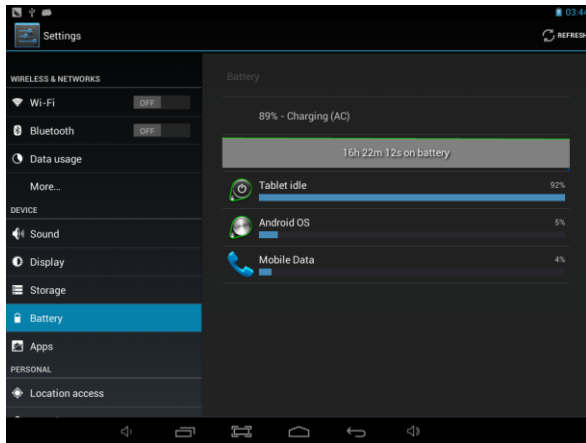 03:44
Settings
REFRESH
WIRELESS & NETWORKS
Wi-Fi OFF
Bluetooth OFF
Data usage
More...
DEVICE
Sound
Display
Storage
Battery
Apps
PERSONAL
Location access
Battery
89% - Charging (AC)
16h 22m 12s on battery
Tablet idle 92%
Android OS 5%
Mobile Data 4%